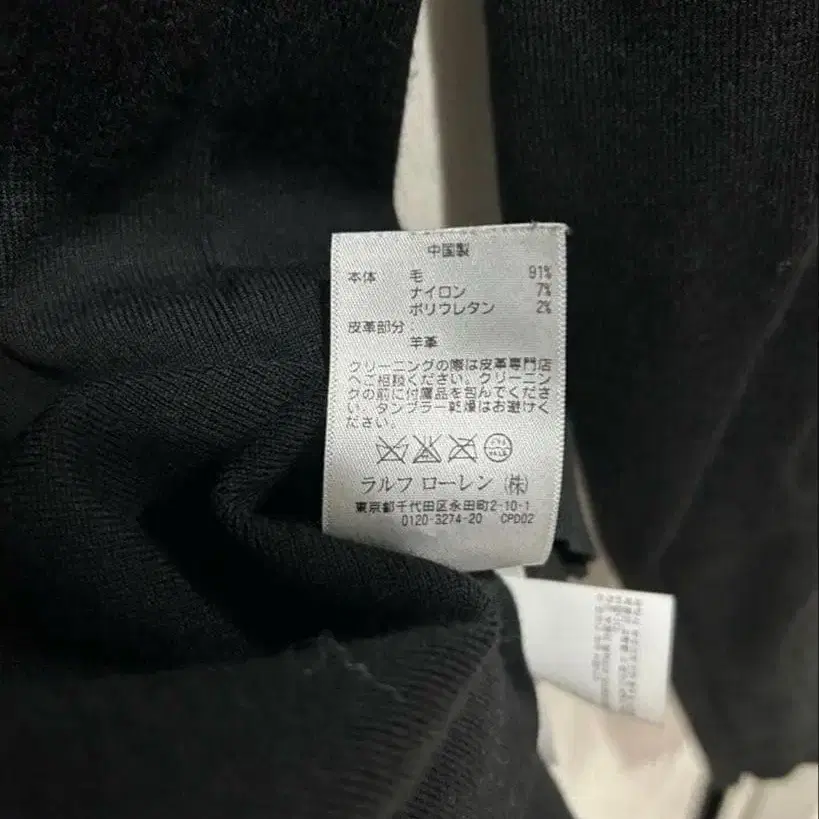 中国製
本体 毛 91%
ナイロン 7%
ポリウレタン 2%
皮革部分:
羊革
クリーニングの際は皮革専門店
へご相談ください。クリーニン
グの前に付属品を包んでくださ
い。タンブラー乾燥はお避けく
ださい。
ラルフ ローレン (株)
東京都千代田区永田町2-10-1
0120-3274-20 CPD02